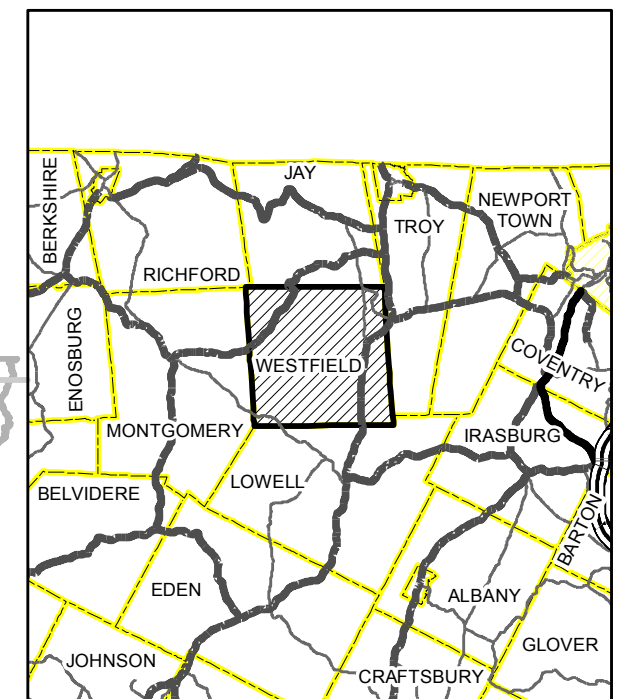 JAY
BERKSHIRE
NEWPORT
TOWN
TROY
RICHFORD
ENOSBURG
WESTFIELD
COVENTRY
MONTGOMERY
IRASBURG
LOWELL
BELVIDERE
BARTON
EDEN
ALBANY
GLOVER
JOHNSON
CRAFTSBURY